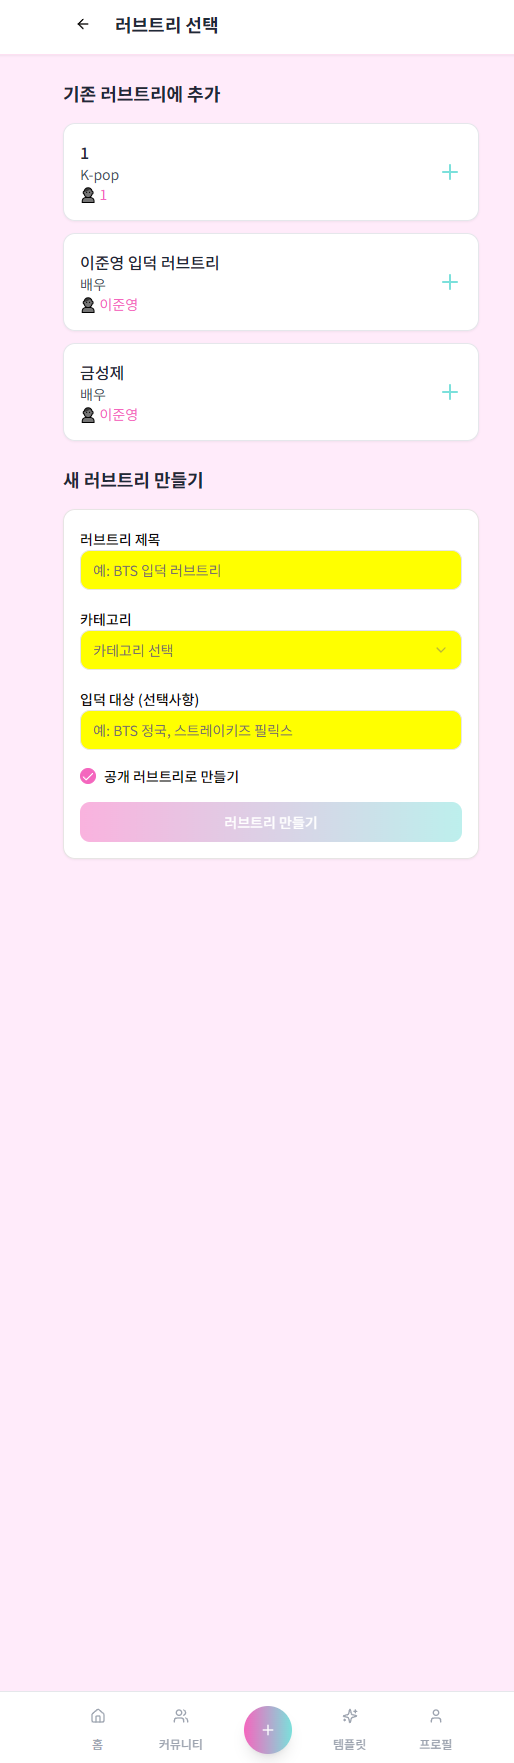 러브트리 선택
기존 러브트리에 추가
1
K-pop
1
이준영 입덕 러브트리
배우
이준영
금성제
배우
이준영
새 러브트리 만들기
러브트리 제목
예: BTS 입덕 러브트리
카테고리
카테고리 선택
입덕 대상 (선택사항)
예: BTS 정국, 스트레이키즈 필릭스
공개 러브트리로 만들기
러브트리 만들기
홈 커뮤니티 템플릿 프로필